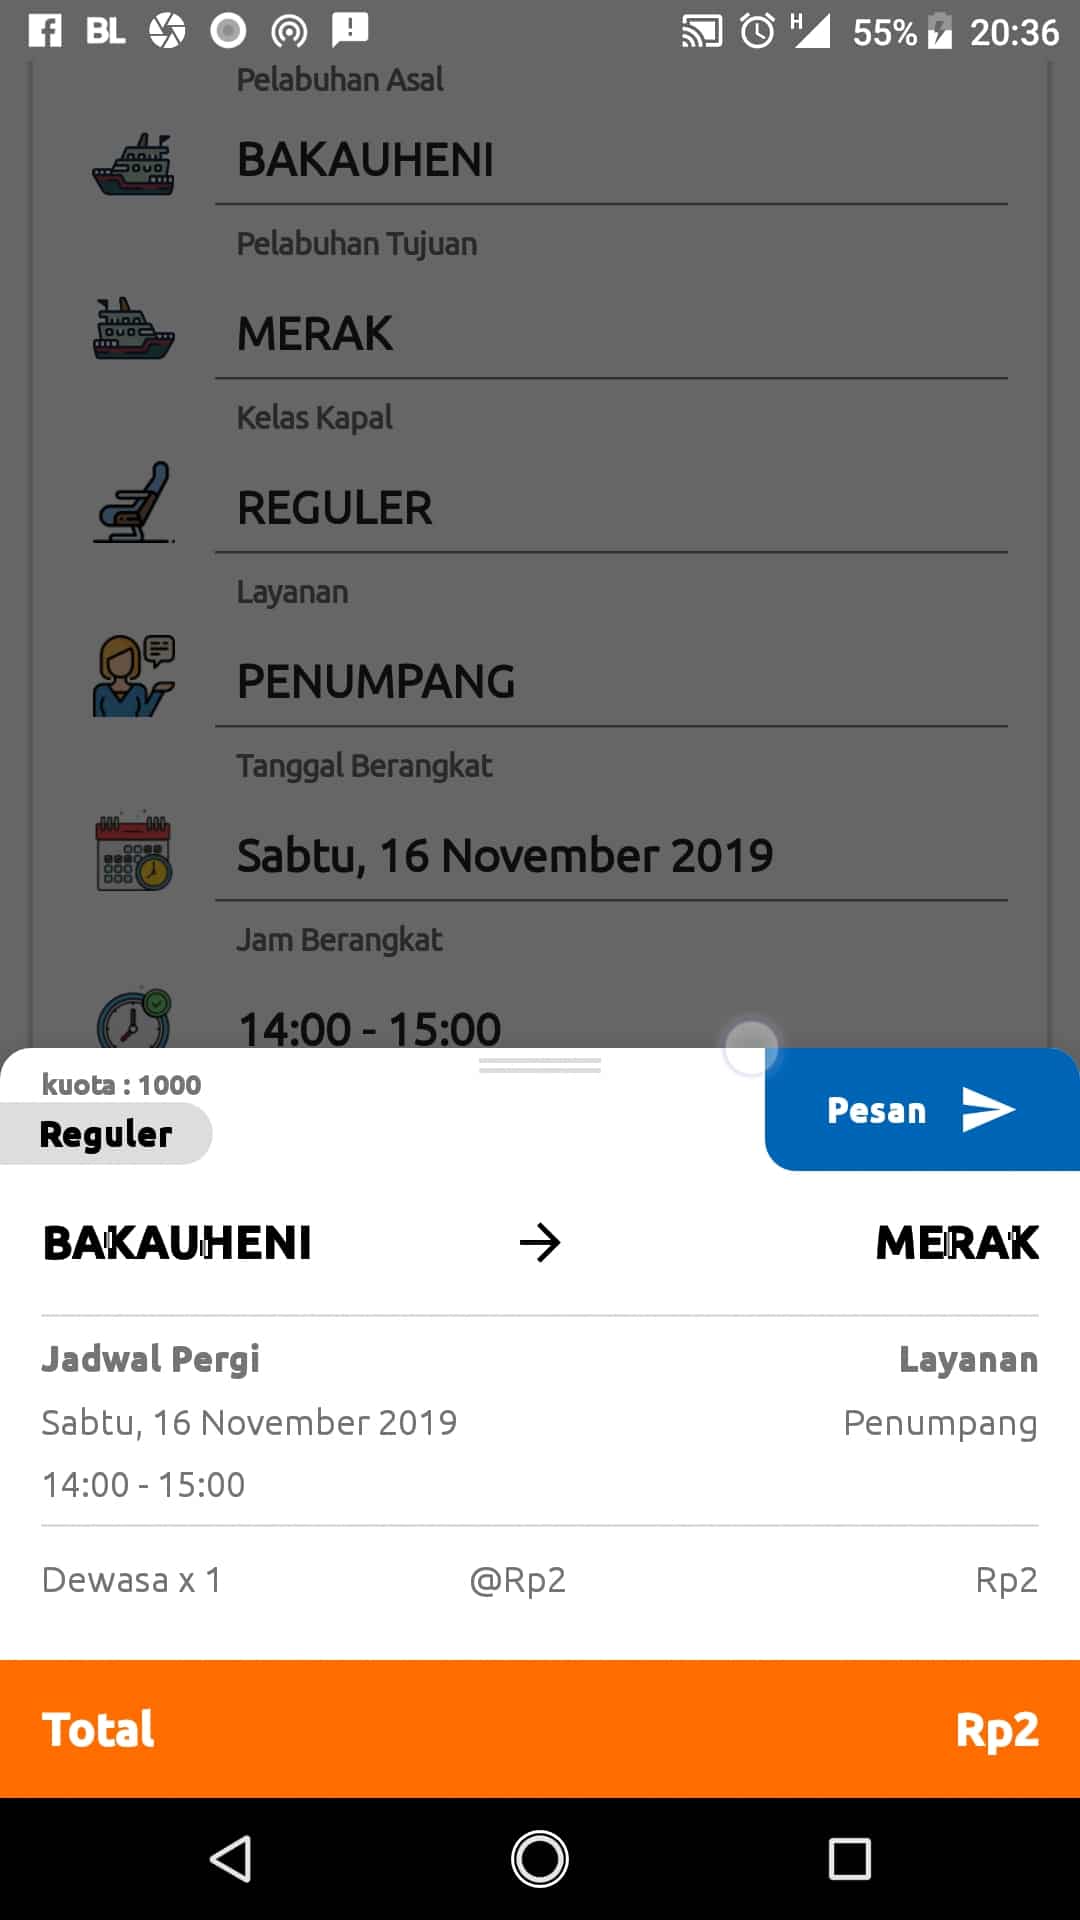 BL
H
55%
20:36
Pelabuhan Asal
BAKAUHENI
Pelabuhan Tujuan
MERAK
Kelas Kapal
REGULER
Layanan
PENUMPANG
Tanggal Berangkat
Sabtu, 16 November 2019
Jam Berangkat
14:00 - 15:00
kuota : 1000
Reguler
Pesan
BAKAUHENI
MERAK
Jadwal Pergi
Layanan
Sabtu, 16 November 2019
Penumpang
14:00 - 15:00
Dewasa x 1 @Rp2 Rp2
Total Rp2